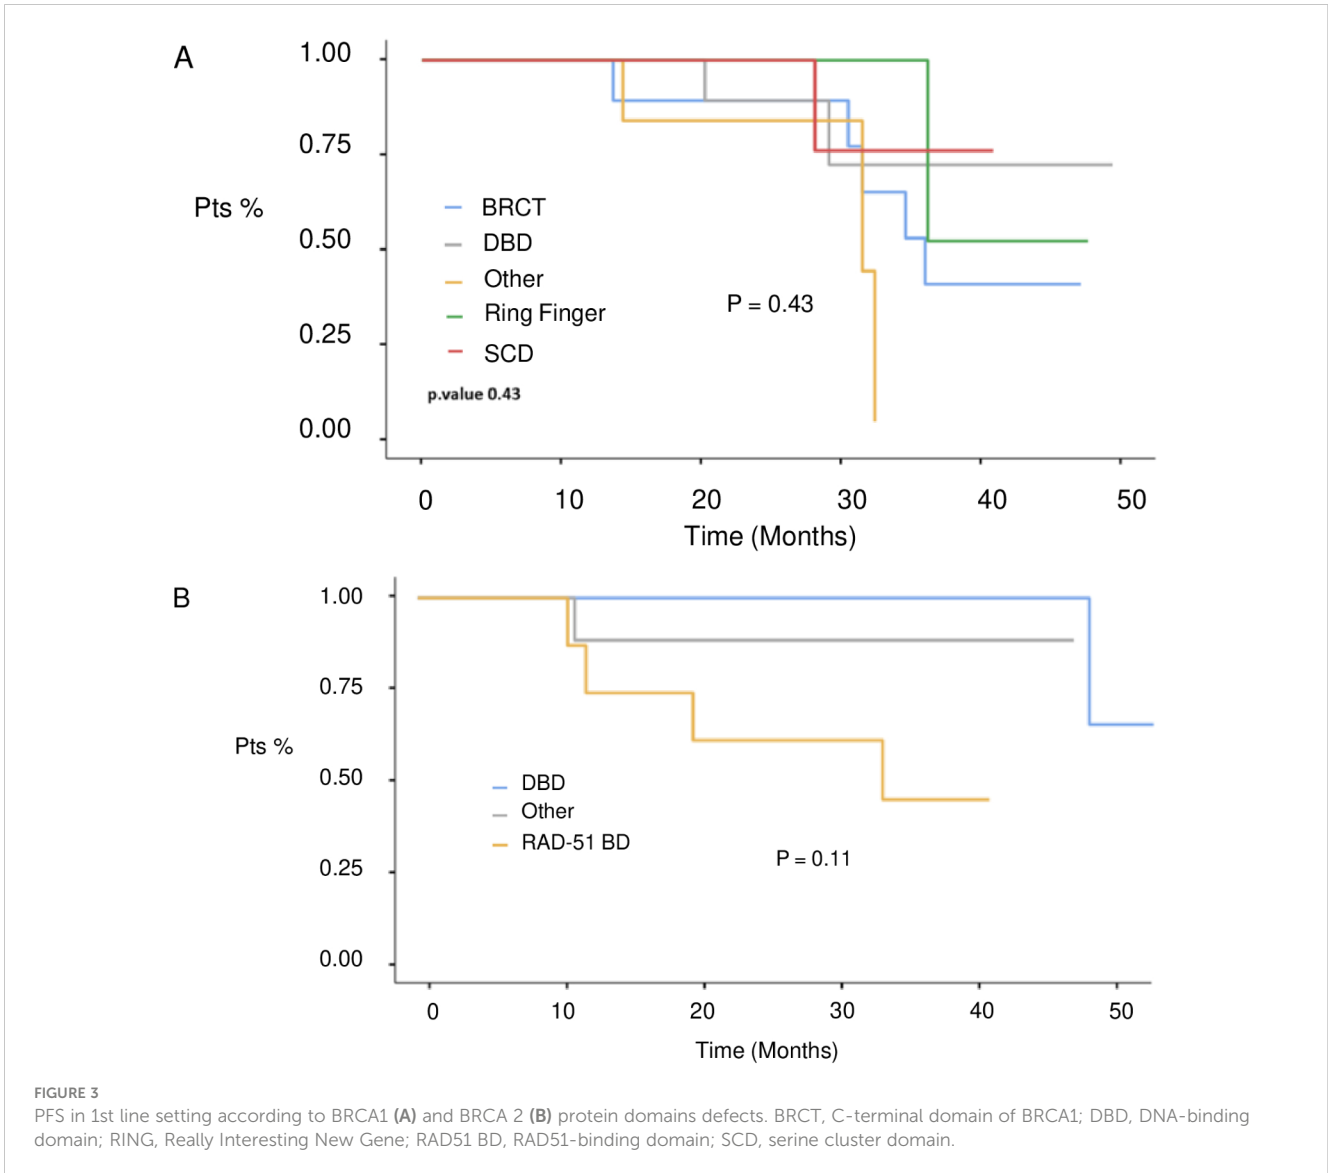 A
1.00
0.75
Pts %
0.50
0.25
0.00
BRCT
DBD
Other
Ring Finger
SCD
P = 0.43
p.value 0.43
0 10 20 30 40 50
Time (Months)
B
1.00
0.75
Pts %
0.50
0.25
0.00
DBD
Other
RAD-51 BD
P = 0.11
0 10 20 30 40 50
Time (Months)
FIGURE 3
PFS in 1st line setting according to BRCA1 (A) and BRCA 2 (B) protein domains defects. BRCT, C-terminal domain of BRCA1; DBD, DNA-binding
domain; RING, Really Interesting New Gene; RAD51 BD, RAD51-binding domain; SCD, serine cluster domain.